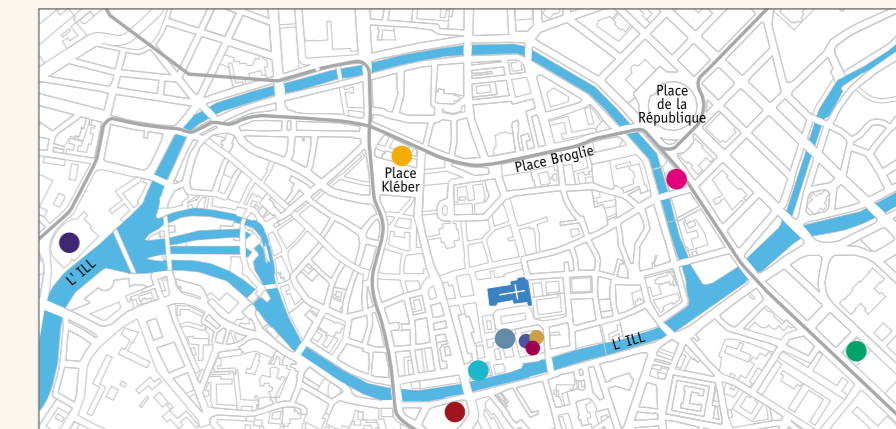 Place
de la
République
Place Broglie
Place
Kléber
L' ILL
L' ILL